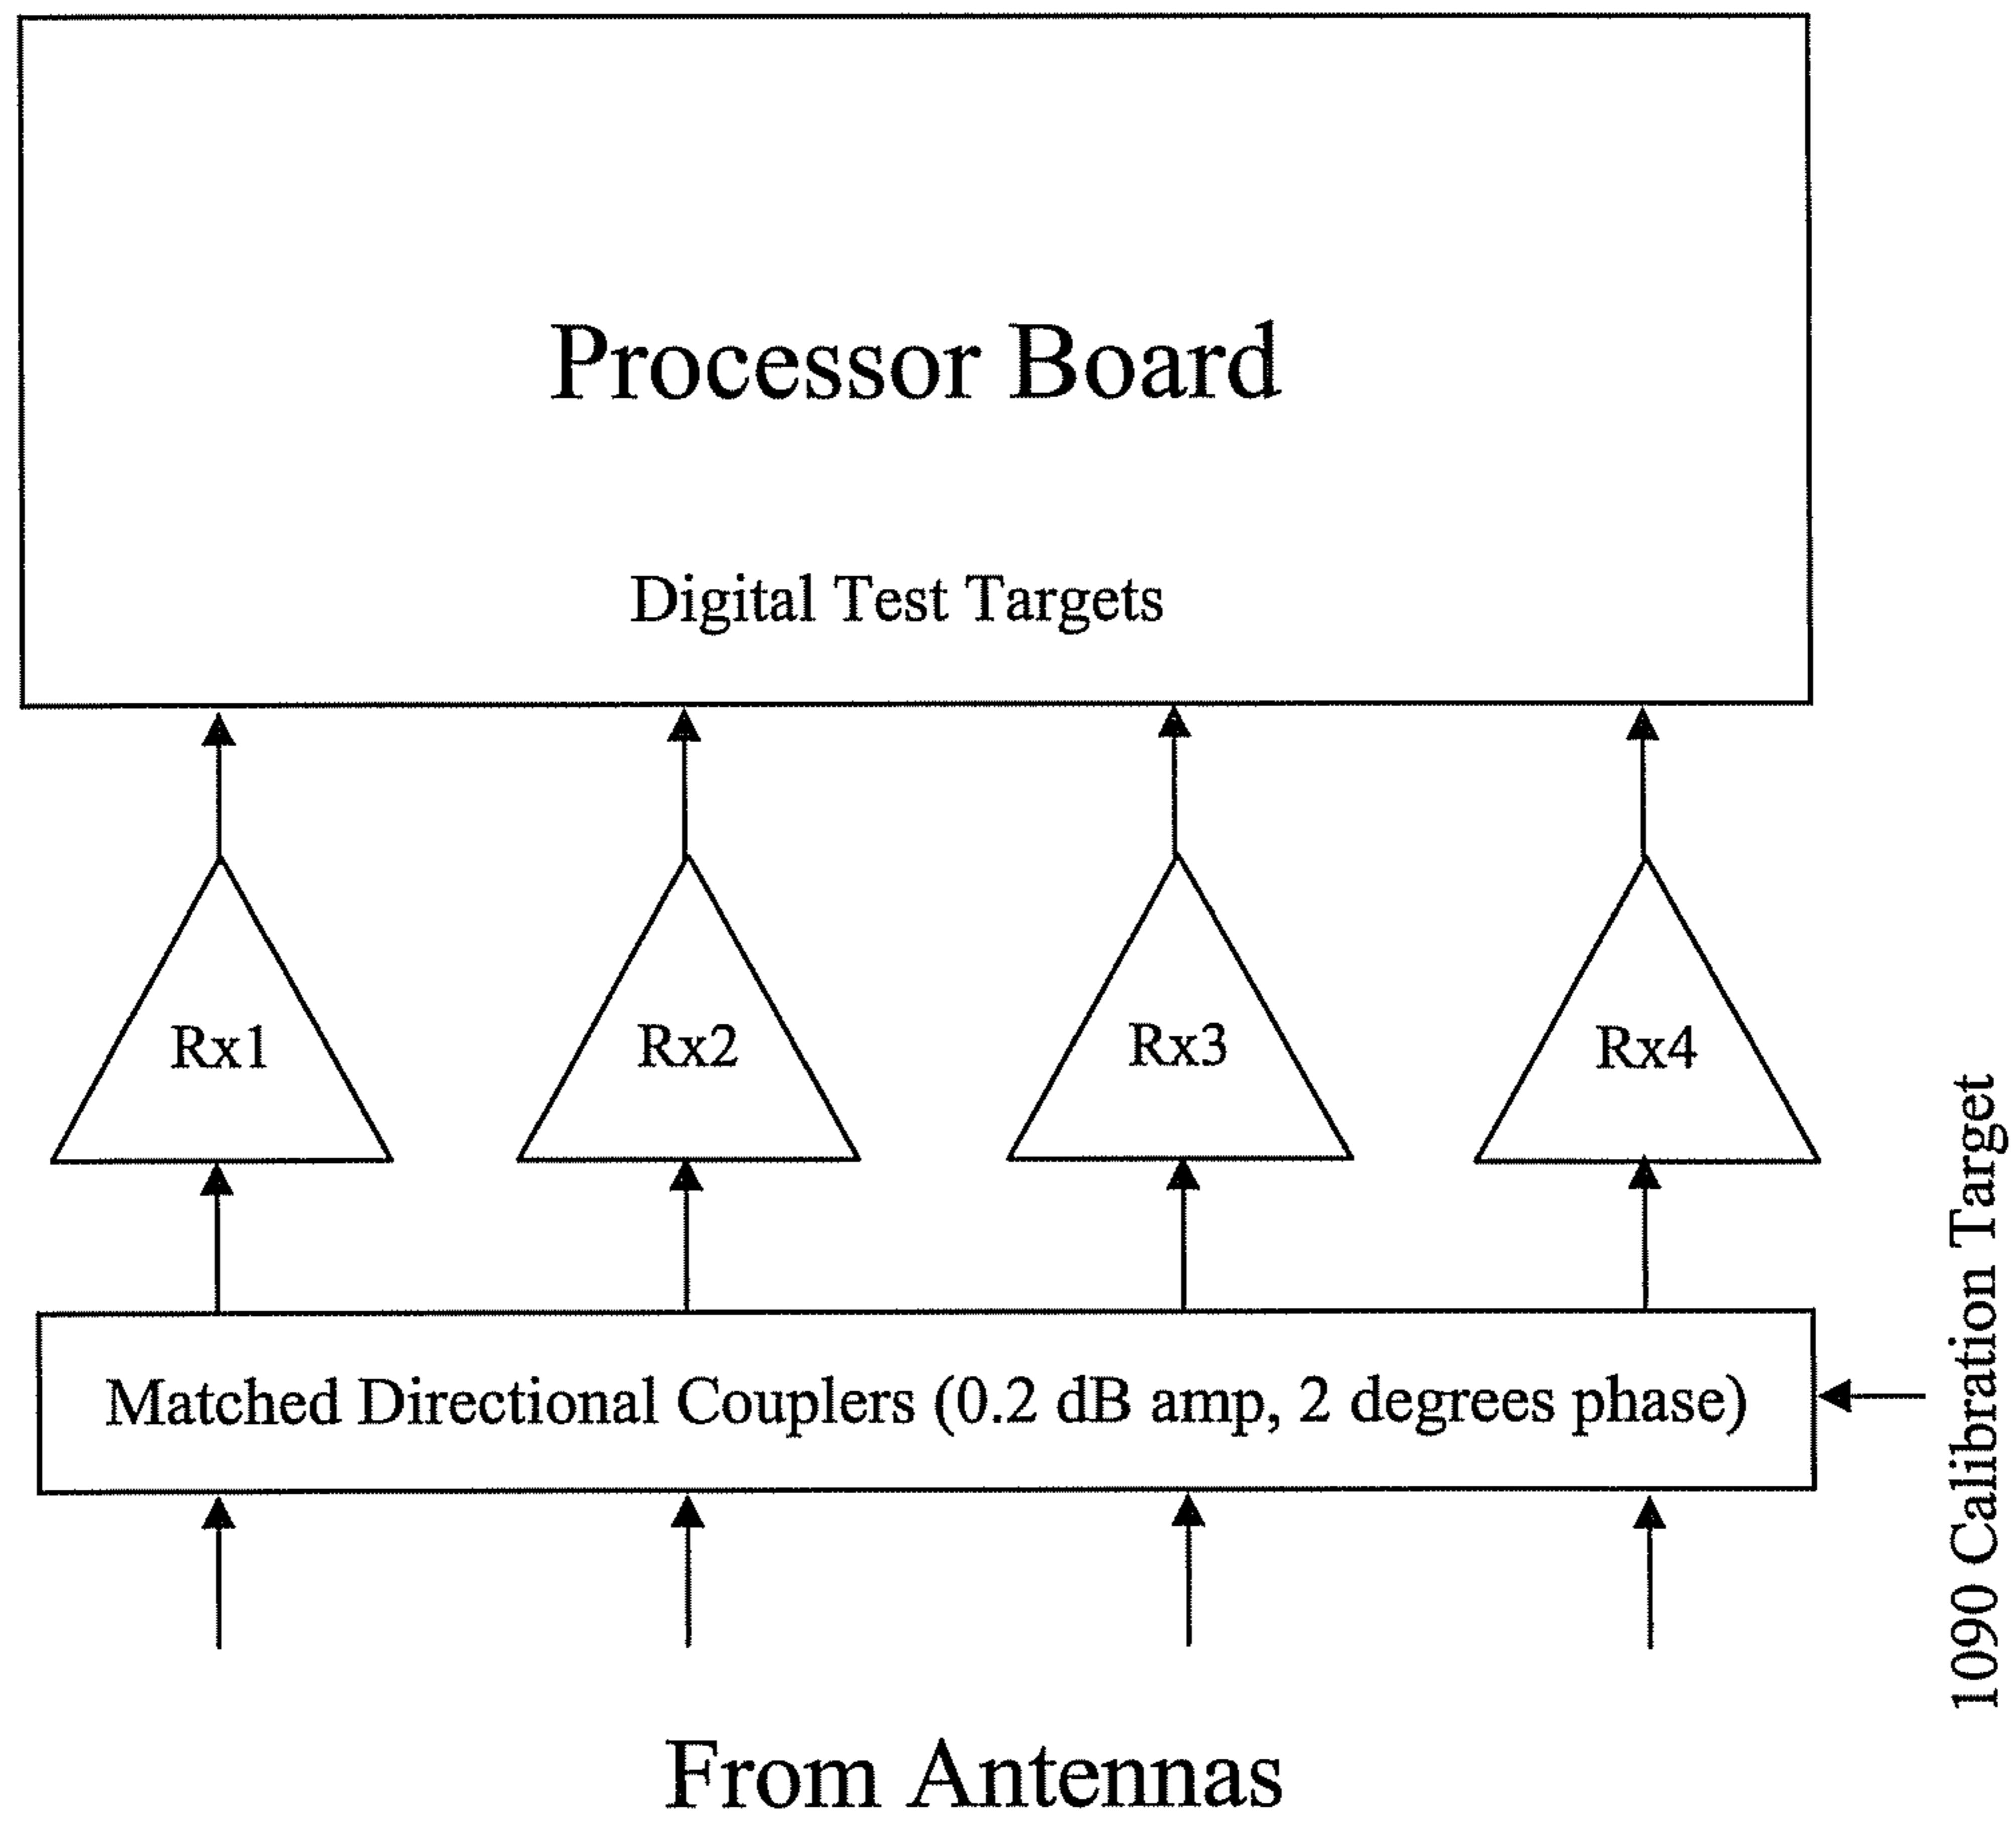 Processor Board
Digital Test Targets
Rx1
Rx2
Rx3
Rx4
Matched Directional Couplers (0.2 dB amp, 2 degrees phase)
1090 Calibration Target
From Antennas